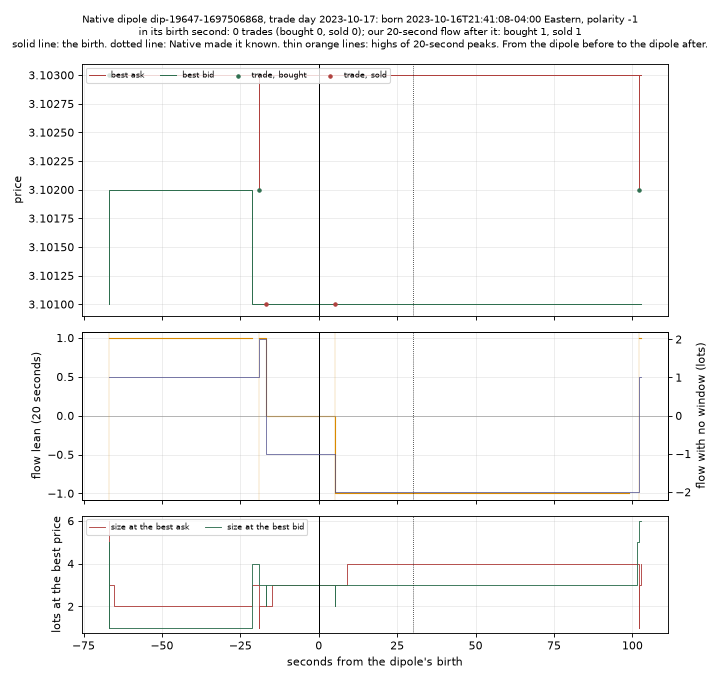 Native dipole dip-19647-1697506868, trade day 2023-10-17: born 2023-10-16T21:41:08-04:00 Eastern, polarity -1
in its birth second: 0 trades (bought 0, sold 0); our 20-second flow after it: bought 1, sold 1
solid line: the birth. dotted line: Native made it known. thin orange lines: highs of 20-second peaks. From the dipole before to the dipole after.
best ask
best bid
trade, bought
trade, sold
3.10300
3.10275
3.10250
3.10225
3.10200
3.10175
3.10150
3.10125
3.10100
price
1.0
0.5
0.0
−0.5
−1.0
flow lean (20 seconds)
2
1
0
−1
−2
flow with no window (lots)
size at the best ask
size at the best bid
6
4
2
lots at the best price
−75
−50
−25
0
25
50
75
100
seconds from the dipole's birth